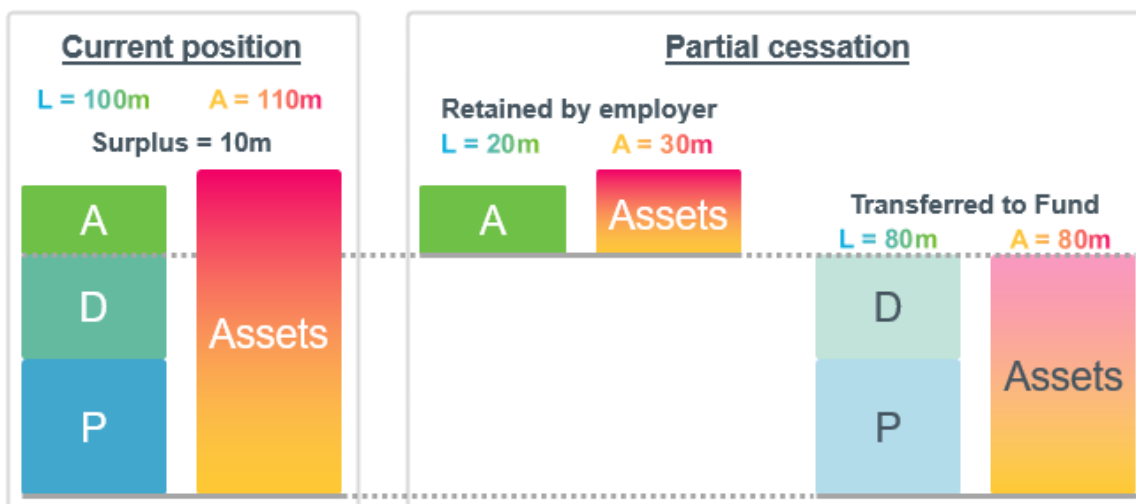 Current position
L = 100m A = 110m
Surplus = 10m
A
D
P
Assets
Partial cessation
Retained by employer
L = 20m A = 30m
A
Assets
Transferred to Fund
L = 80m A = 80m
D
P
Assets